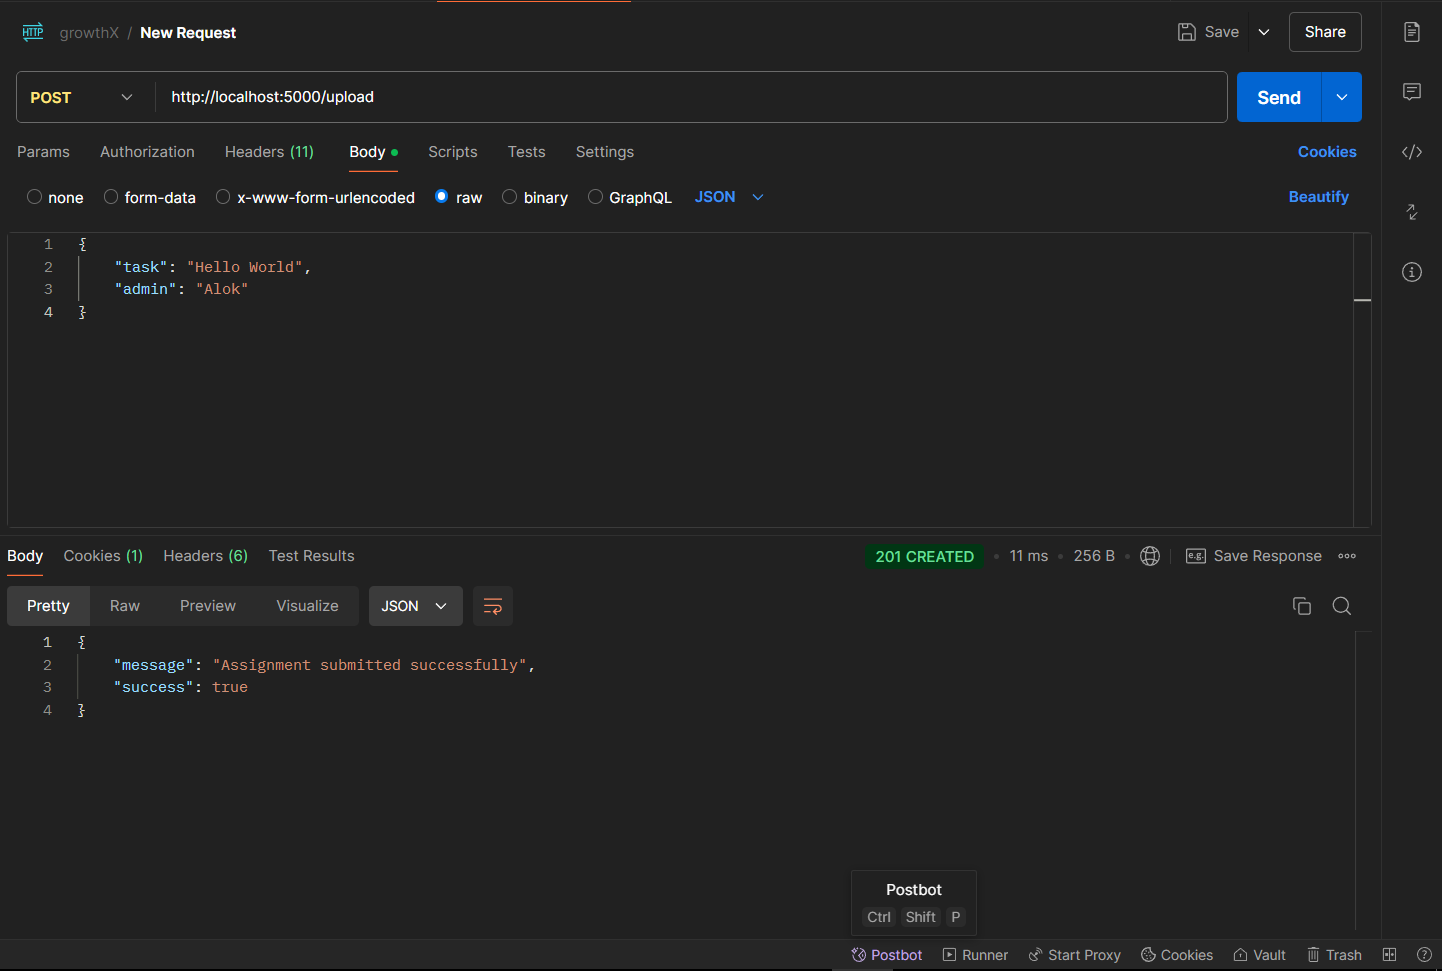 HTTP growthX / New Request Save Share
POST http://localhost:5000/upload Send
Params Authorization Headers (11) Body Scripts Tests Settings Cookies
none form-data x-www-form-urlencoded raw binary GraphQL JSON Beautify
1 {
2 "task": "Hello World",
3 "admin": "Alok"
4 }
Body Cookies (1) Headers (6) Test Results 201 CREATED 11 ms 256 B e.g. Save Response
Pretty Raw Preview Visualize JSON
1 {
2 "message": "Assignment submitted successfully",
3 "success": true
4 }
Postbot
Ctrl Shift P
Postbot Runner Start Proxy Cookies Vault Trash